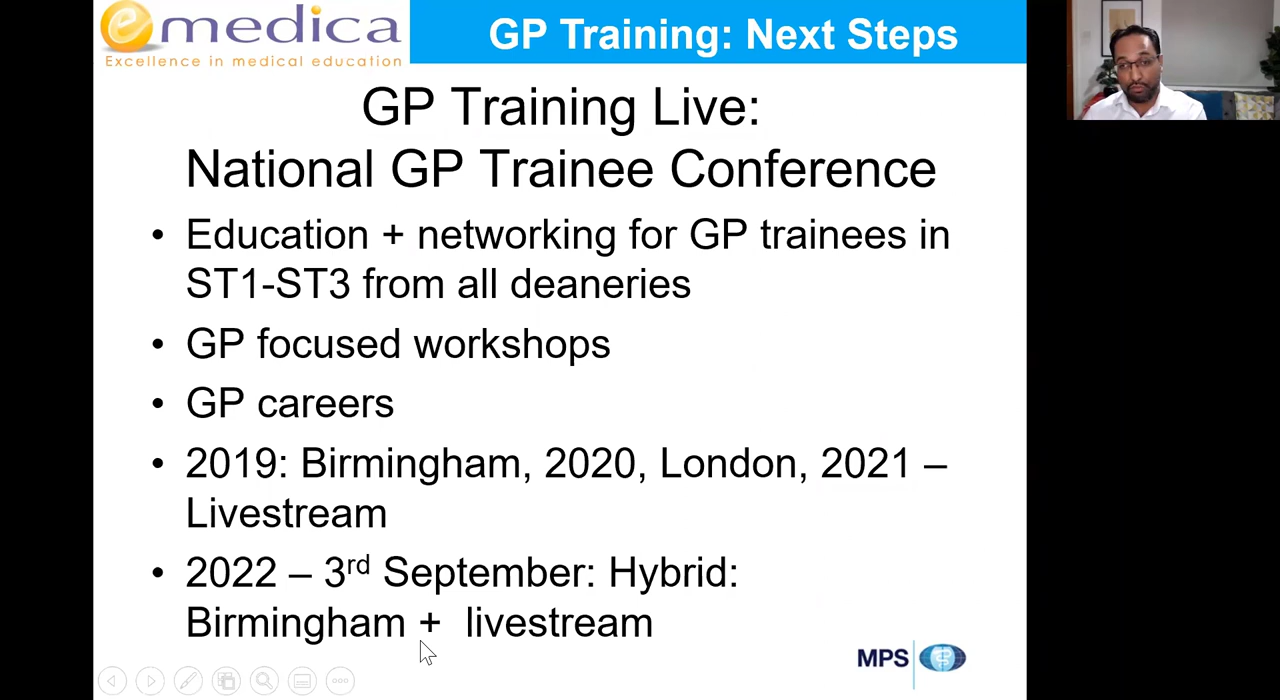 emedica
Excellence in medical education
GP Training: Next Steps
GP Training Live:
National GP Trainee Conference
• Education + networking for GP trainees in
ST1-ST3 from all deaneries
• GP focused workshops
• GP careers
• 2019: Birmingham, 2020, London, 2021 –
Livestream
• 2022 – 3rd September: Hybrid:
Birmingham + livestream
MPS